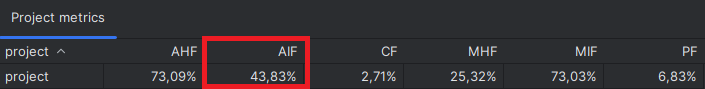 Project metrics
project AHF AIF CF MHF MIF PF
project 73,09% 43,83% 2,71% 25,32% 73,03% 6,83%